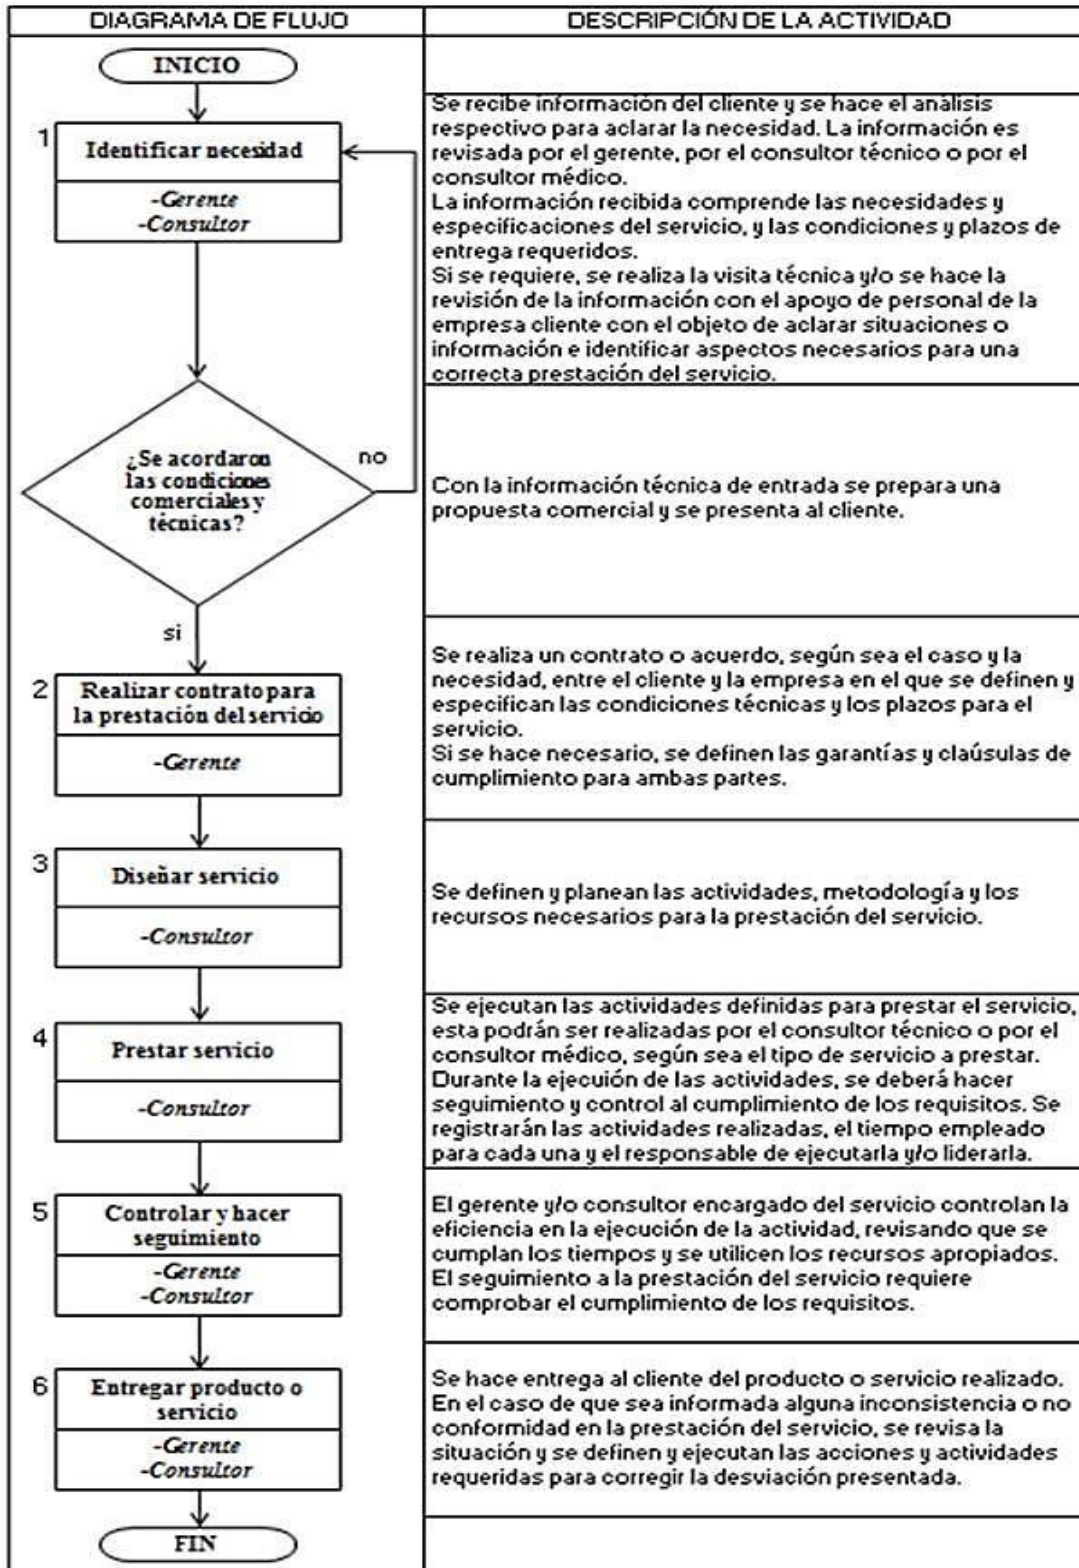 DIAGRAMA DE FLUJO
DESCRIPCIÓN DE LA ACTIVIDAD
INICIO
1
Identificar necesidad
-Gerente
-Consultor
Se recibe información del cliente y se hace el análisis
respectivo para aclarar la necesidad. La información es
revisada por el gerente, por el consultor técnico o por el
consultor médico.
La información recibida comprende las necesidades y
especificaciones del servicio, y las condiciones y plazos de
entrega requeridos.
Si se requiere, se realiza la visita técnica y/o se hace la
revisión de la información con el apoyo de personal de la
empresa cliente con el objeto de aclarar situaciones o
información e identificar aspectos necesarios para una
correcta prestación del servicio.
¿Se acordaron
las condiciones
comerciales y
técnicas?
no
si
Con la información técnica de entrada se prepara una
propuesta comercial y se presenta al cliente.
2
Realizar contrato para
la prestación del servicio
-Gerente
Se realiza un contrato o acuerdo, según sea el caso y la
necesidad, entre el cliente y la empresa en el que se definen y
especifican las condiciones técnicas y los plazos para el
servicio.
Si se hace necesario, se definen las garantías y claúsulas de
cumplimiento para ambas partes.
3
Diseñar servicio
-Consultor
Se definen y planean las actividades, metodología y los
recursos necesarios para la prestación del servicio.
4
Prestar servicio
-Consultor
Se ejecutan las actividades definidas para prestar el servicio,
esta podrán ser realizadas por el consultor técnico o por el
consultor médico, según sea el tipo de servicio a prestar.
Durante la ejecuión de las actividades, se deberá hacer
seguimiento y control al cumplimiento de los requisitos. Se
registrarán las actividades realizadas, el tiempo empleado
para cada una y el responsable de ejecutarla y/o liderarla.
5
Controlar y hacer
seguimiento
-Gerente
-Consultor
El gerente y/o consultor encargado del servicio controlan la
eficiencia en la ejecución de la actividad, revisando que se
cumplan los tiempos y se utilicen los recursos apropiados.
El seguimiento a la prestación del servicio requiere
comprobar el cumplimiento de los requisitos.
6
Entregar producto o
servicio
-Gerente
-Consultor
Se hace entrega al cliente del producto o servicio realizado.
En el caso de que sea informada alguna inconsistencia o no
conformidad en la prestación del servicio, se revisa la
situación y se definen y ejecutan las acciones y actividades
requeridas para corregir la desviación presentada.
FIN